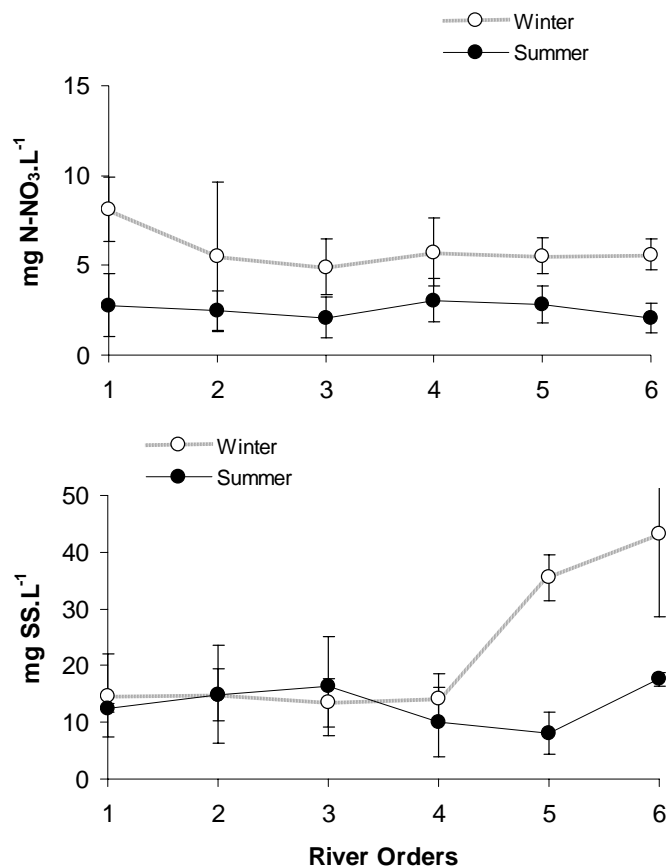 Winter
Summer
mg N-NO₃.L⁻¹
15
10
5
0
1 2 3 4 5 6
Winter
Summer
mg SS.L⁻¹
50
40
30
20
10
0
1 2 3 4 5 6
River Orders